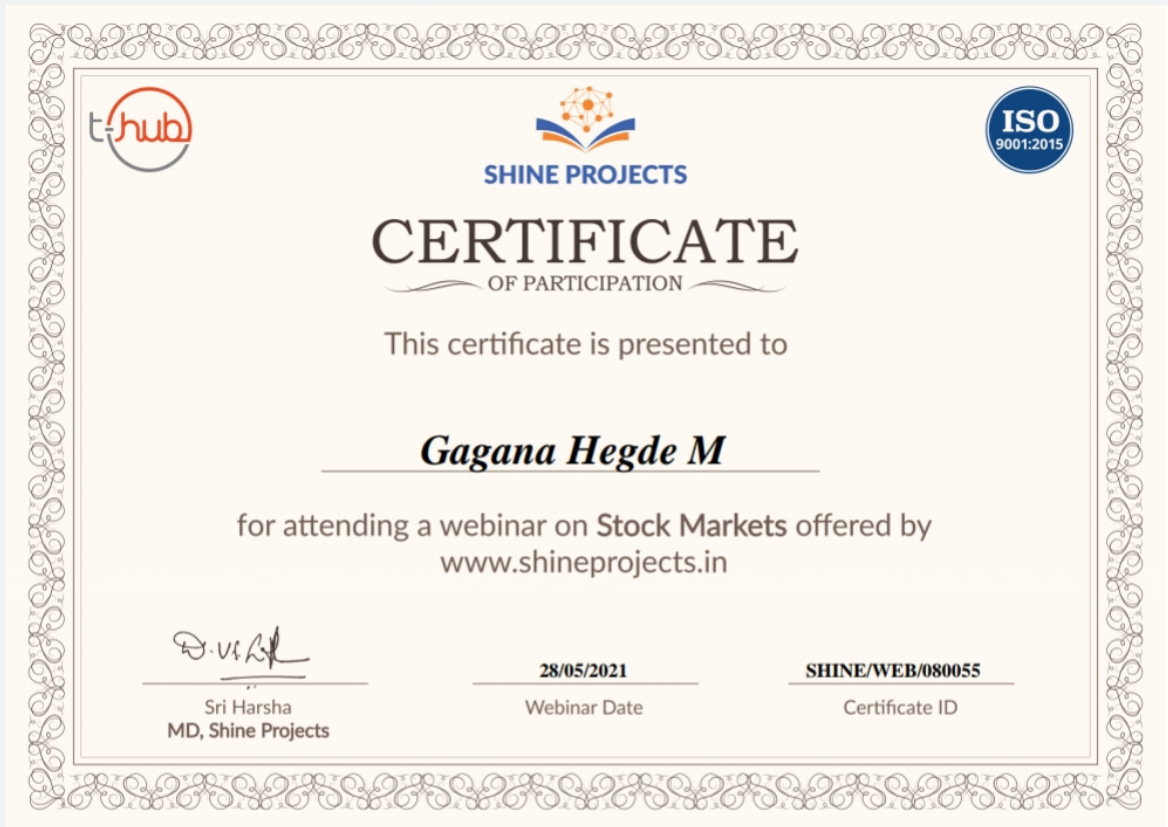 t-hub
ISO
9001:2015
SHINE PROJECTS
CERTIFICATE
OF PARTICIPATION
This certificate is presented to
Gagana Hegde M
for attending a webinar on Stock Markets offered by
www.shineprojects.in
28/05/2021
SHINE/WEB/080055
Sri Harsha
Webinar Date
Certificate ID
MD, Shine Projects